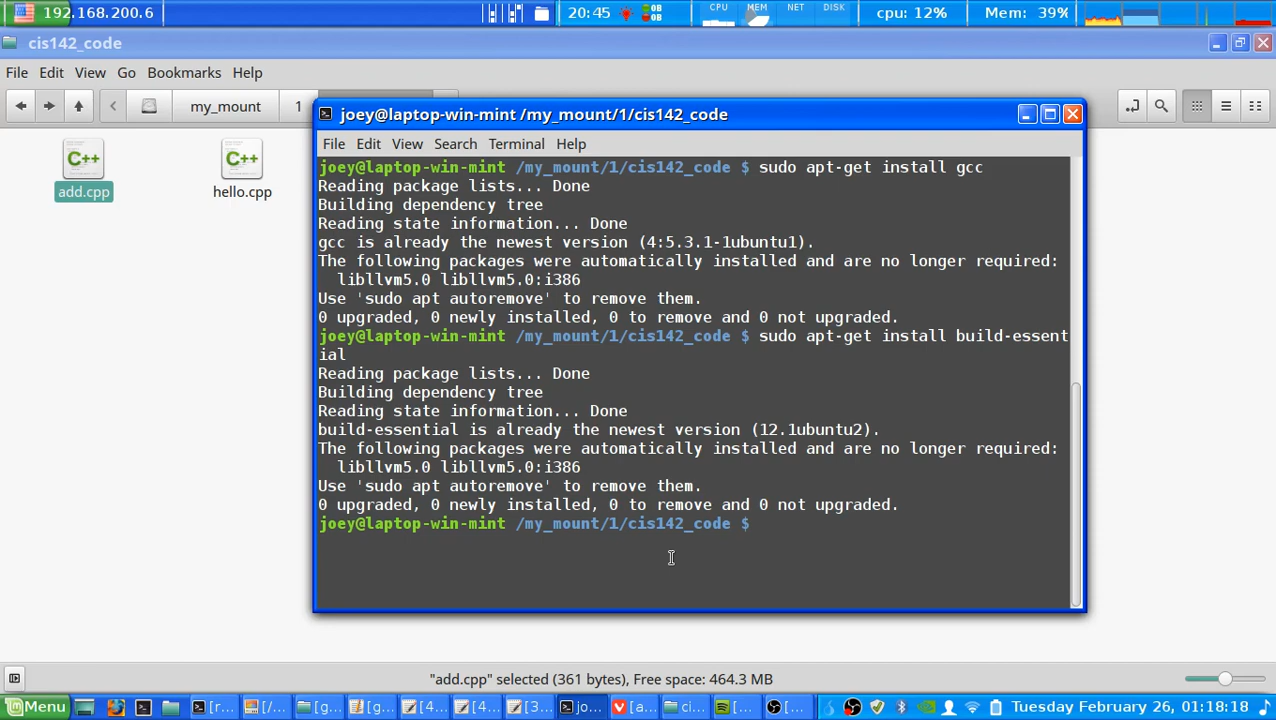 192.168.200.6
20:45
0B
0B
CPU
MEM
NET
DISK
cpu: 12%
Mem: 39%
cis142_code
File Edit View Go Bookmarks Help
my_mount
1
C++
add.cpp
C++
hello.cpp
joey@laptop-win-mint /my_mount/1/cis142_code
File Edit View Search Terminal Help
joey@laptop-win-mint /my_mount/1/cis142_code $ sudo apt-get install gcc
Reading package lists... Done
Building dependency tree
Reading state information... Done
gcc is already the newest version (4:5.3.1-1ubuntu1).
The following packages were automatically installed and are no longer required:
libllvm5.0 libllvm5.0:i386
Use 'sudo apt autoremove' to remove them.
0 upgraded, 0 newly installed, 0 to remove and 0 not upgraded.
joey@laptop-win-mint /my_mount/1/cis142_code $ sudo apt-get install build-essent
ial
Reading package lists... Done
Building dependency tree
Reading state information... Done
build-essential is already the newest version (12.1ubuntu2).
The following packages were automatically installed and are no longer required:
libllvm5.0 libllvm5.0:i386
Use 'sudo apt autoremove' to remove them.
0 upgraded, 0 newly installed, 0 to remove and 0 not upgraded.
joey@laptop-win-mint /my_mount/1/cis142_code $
"add.cpp" selected (361 bytes), Free space: 464.3 MB
Menu
[r...
[/...
[g...
[g...
[4...
[4...
[3...
jo...
[a...
ci...
[...
[...
Tuesday February 26, 01:18:18